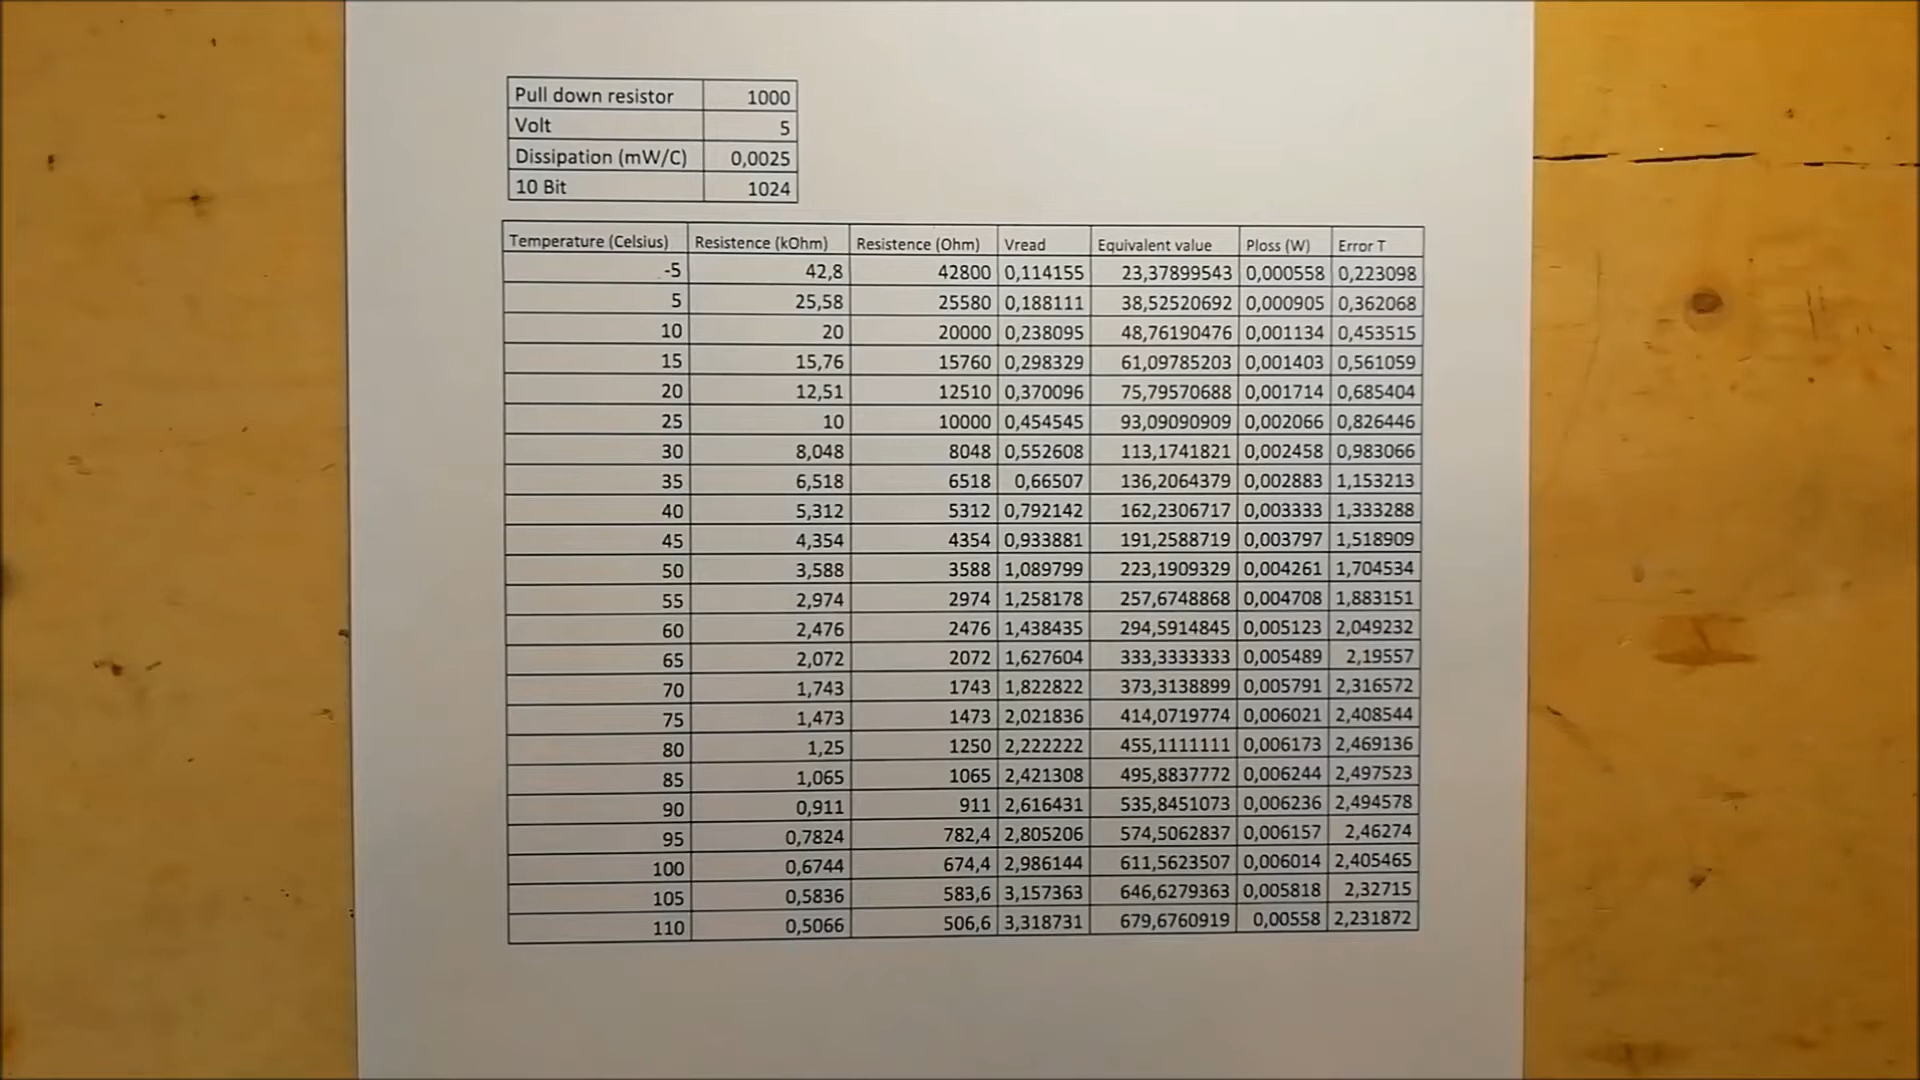 Pull down resistor 1000
Volt 5
Dissipation (mW/C) 0,0025
10 Bit 1024
Temperature (Celsius) Resistence (kOhm) Resistence (Ohm) Vread Equivalent value Ploss (W) Error T
-5 42,8 42800 0,114155 23,37899543 0,000558 0,223098
5 25,58 25580 0,188111 38,52520692 0,000905 0,362068
10 20 20000 0,238095 48,76190476 0,001134 0,453515
15 15,76 15760 0,298329 61,09785203 0,001403 0,561059
20 12,51 12510 0,370096 75,79570688 0,001714 0,685404
25 10 10000 0,454545 93,09090909 0,002066 0,826446
30 8,048 8048 0,552608 113,1741821 0,002458 0,983066
35 6,518 6518 0,66507 136,2064379 0,002883 1,153213
40 5,312 5312 0,792142 162,2306717 0,003333 1,333288
45 4,354 4354 0,933881 191,2588719 0,003797 1,518909
50 3,588 3588 1,089799 223,1909329 0,004261 1,704534
55 2,974 2974 1,258178 257,6748868 0,004708 1,883151
60 2,476 2476 1,438435 294,5914845 0,005123 2,049232
65 2,072 2072 1,627604 333,3333333 0,005489 2,19557
70 1,743 1743 1,822822 373,3138899 0,005791 2,316572
75 1,473 1473 2,021836 414,0719774 0,006021 2,408544
80 1,25 1250 2,222222 455,1111111 0,006173 2,469136
85 1,065 1065 2,421308 495,8837772 0,006244 2,497523
90 0,911 911 2,616431 535,8451073 0,006236 2,494578
95 0,7824 782,4 2,805206 574,5062837 0,006157 2,46274
100 0,6744 674,4 2,986144 611,5623507 0,006014 2,405465
105 0,5836 583,6 3,157363 646,6279363 0,005818 2,32715
110 0,5066 506,6 3,318731 679,6760919 0,00558 2,231872